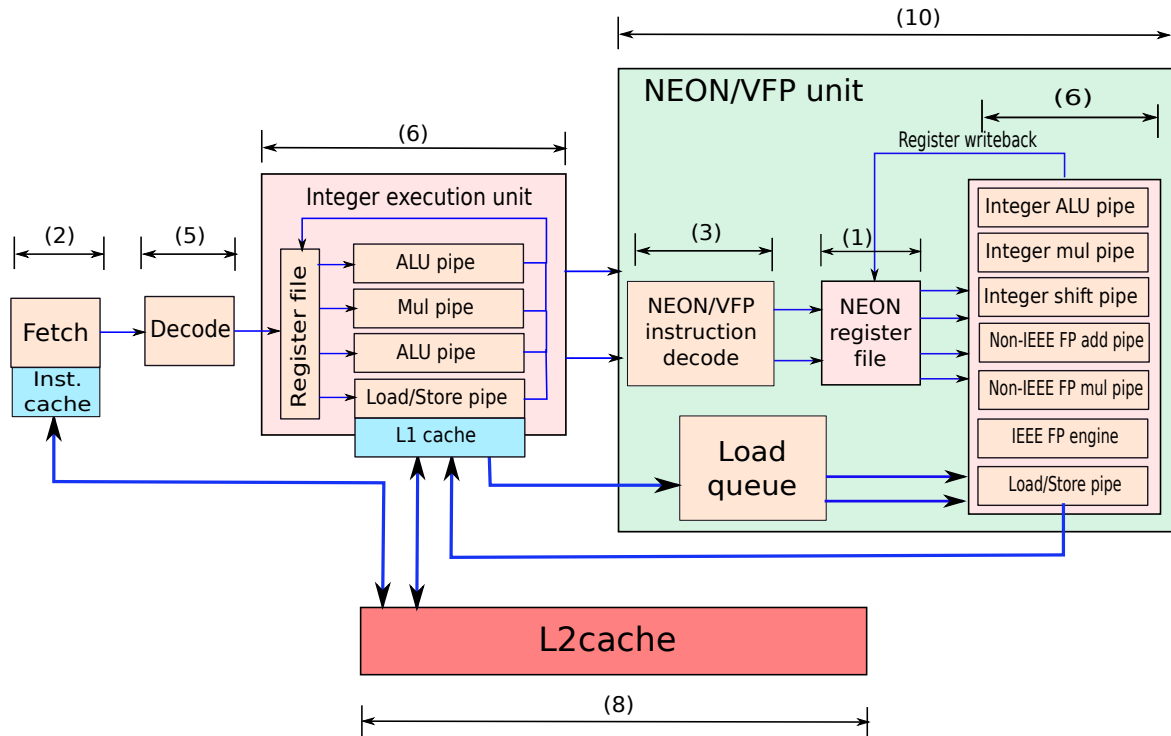 (10)
NEON/VFP unit
(6)
Register writeback
(6)
Integer execution unit
Integer ALU pipe
Integer mul pipe
Integer shift pipe
Non-IEEE FP add pipe
Non-IEEE FP mul pipe
IEEE FP engine
Load/Store pipe
(2)
(5)
(3)
(1)
Fetch
Inst.
cache
Decode
Register file
ALU pipe
Mul pipe
ALU pipe
Load/Store pipe
L1 cache
NEON/VFP
instruction
decode
NEON
register
file
Load
queue
L2cache
(8)